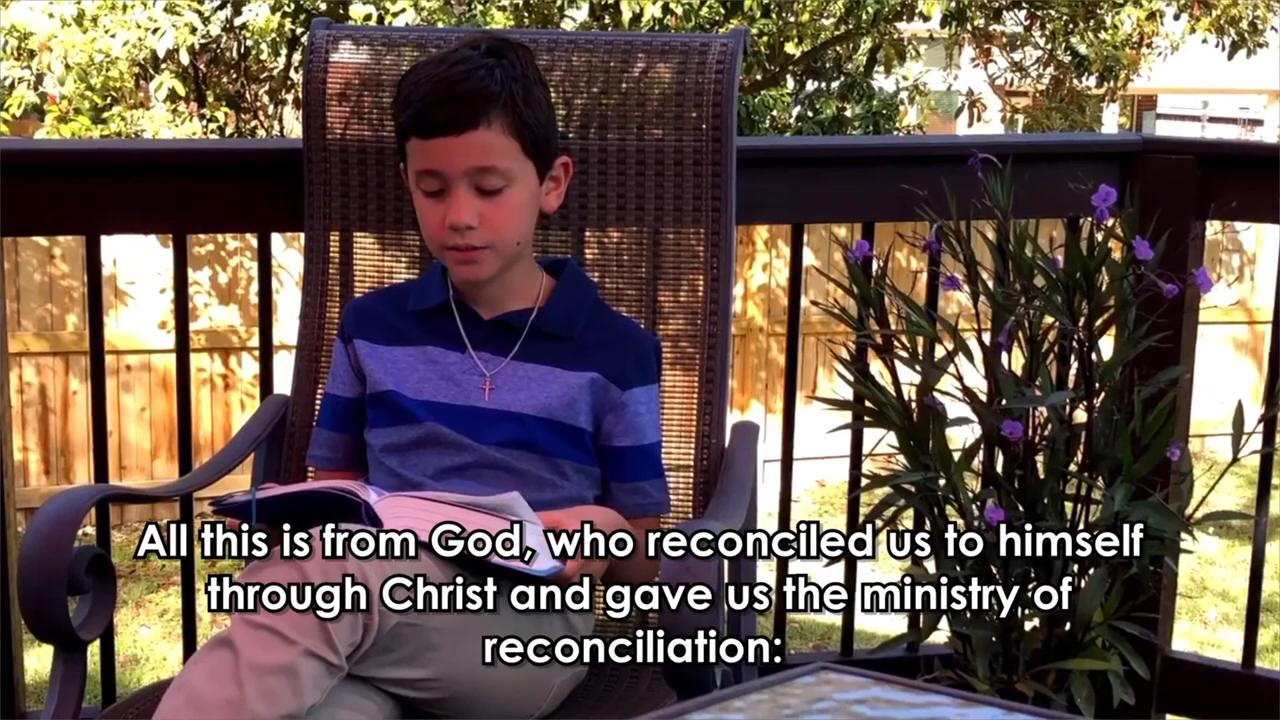 All this is from God, who reconciled us to himself
through Christ and gave us the ministry of
reconciliation: